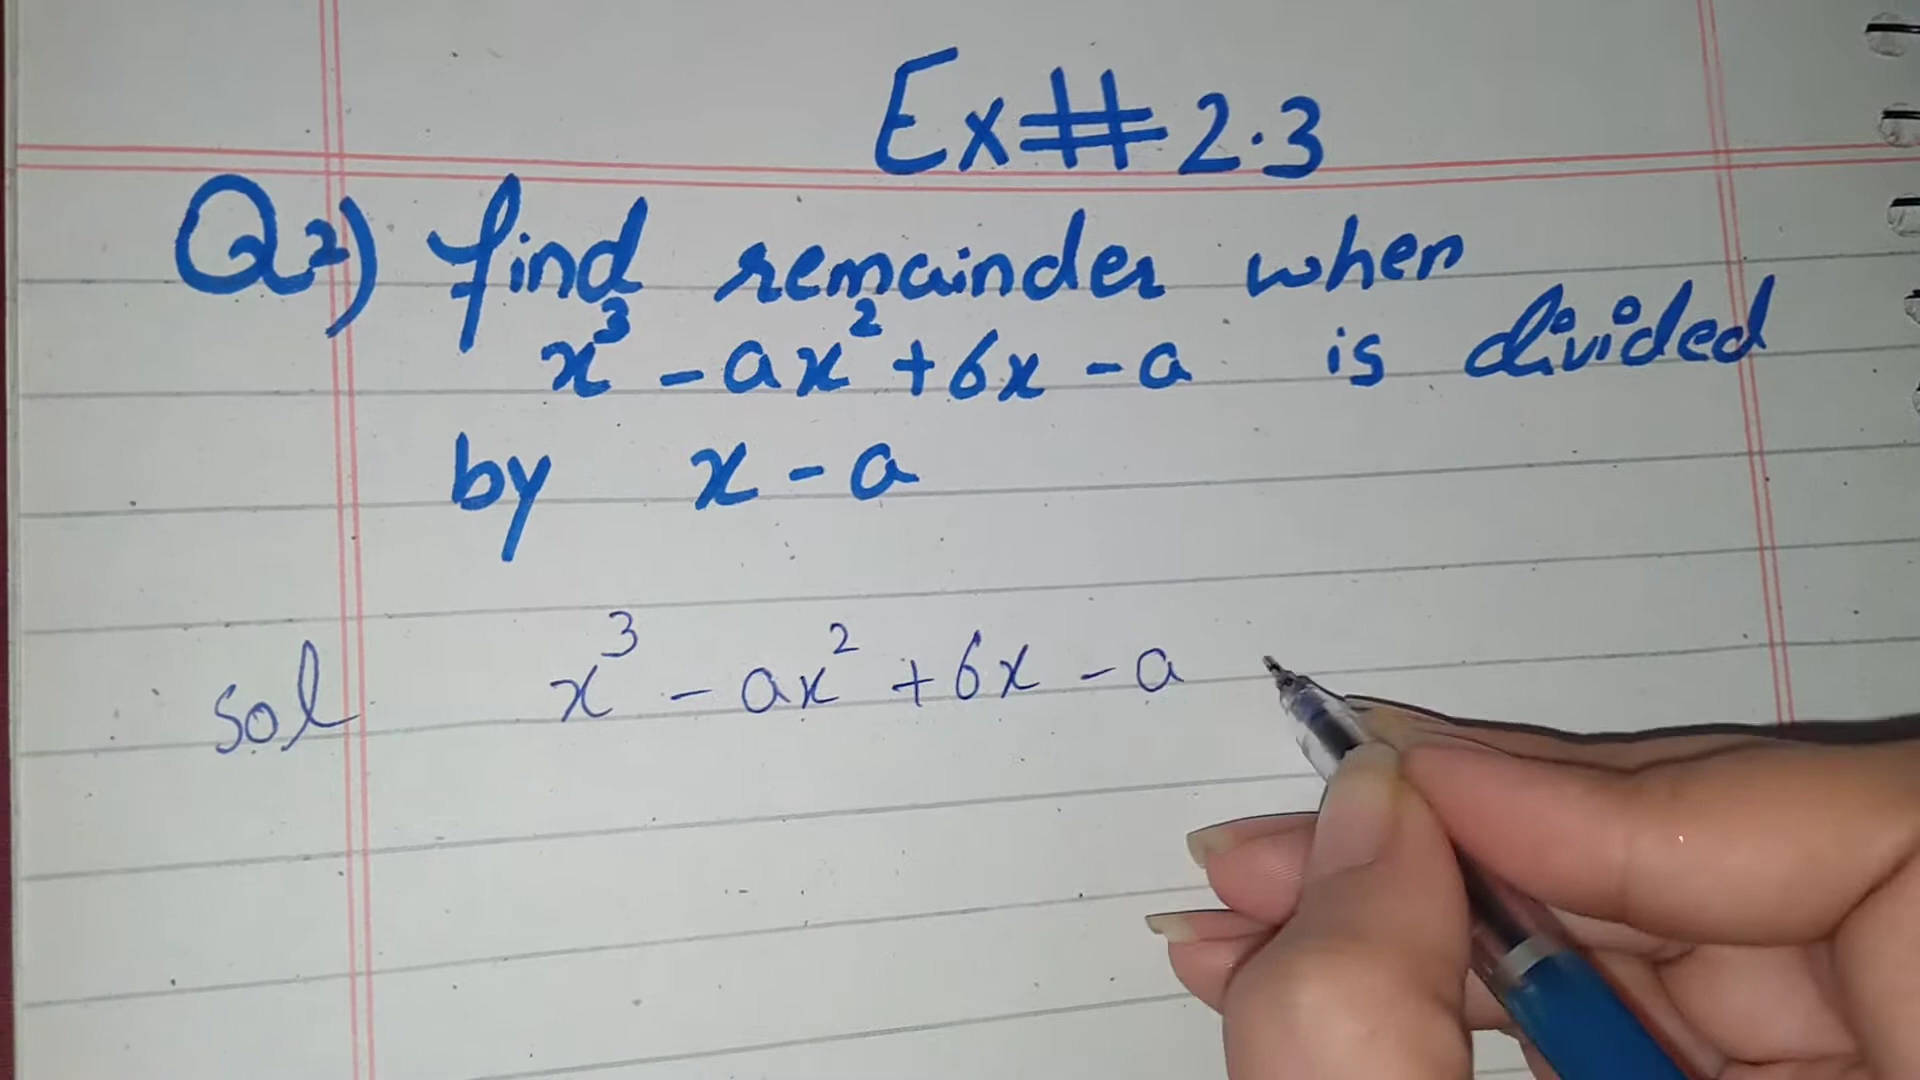 Ex # 2.3
Q2) find remainder when
x³ - ax² + 6x - a is divided
by x - a
sol x³ - ax² + 6x - a